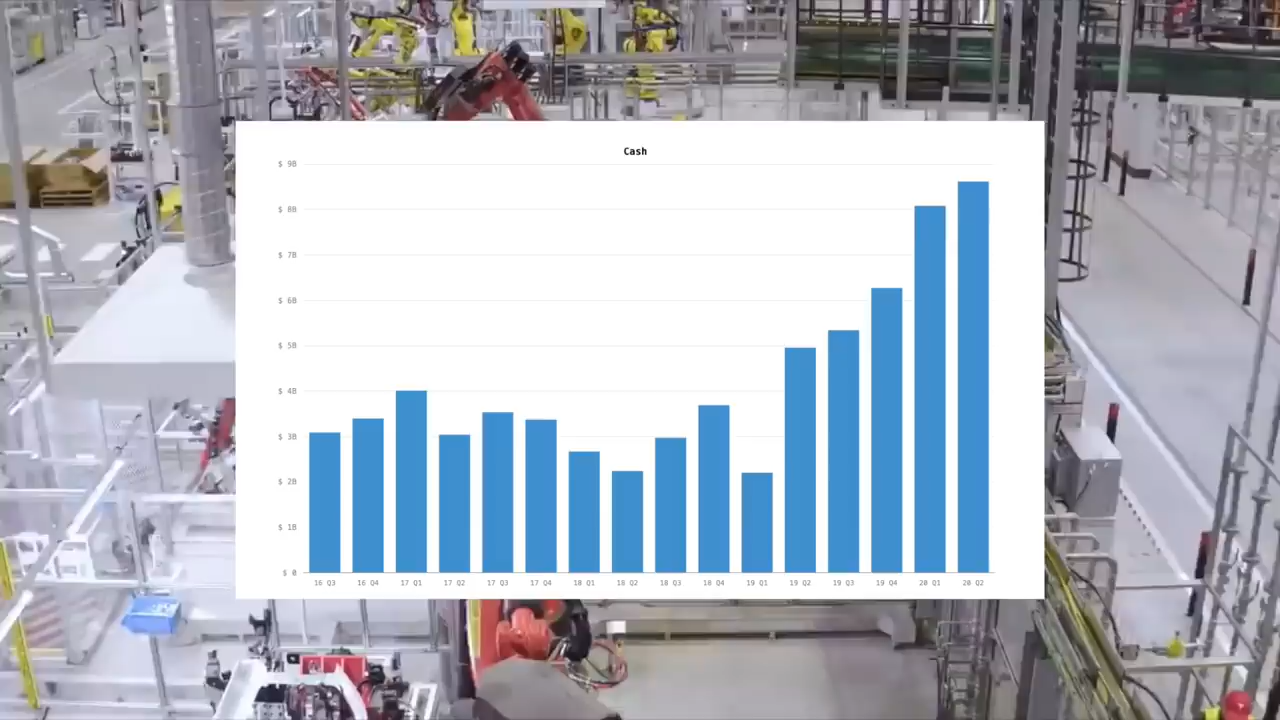 Cash
$ 9B
$ 8B
$ 7B
$ 6B
$ 5B
$ 4B
$ 3B
$ 2B
$ 1B
$ 0
16 Q3 16 Q4 17 Q1 17 Q2 17 Q3 17 Q4 18 Q1 18 Q2 18 Q3 18 Q4 19 Q1 19 Q2 19 Q3 19 Q4 20 Q1 20 Q2